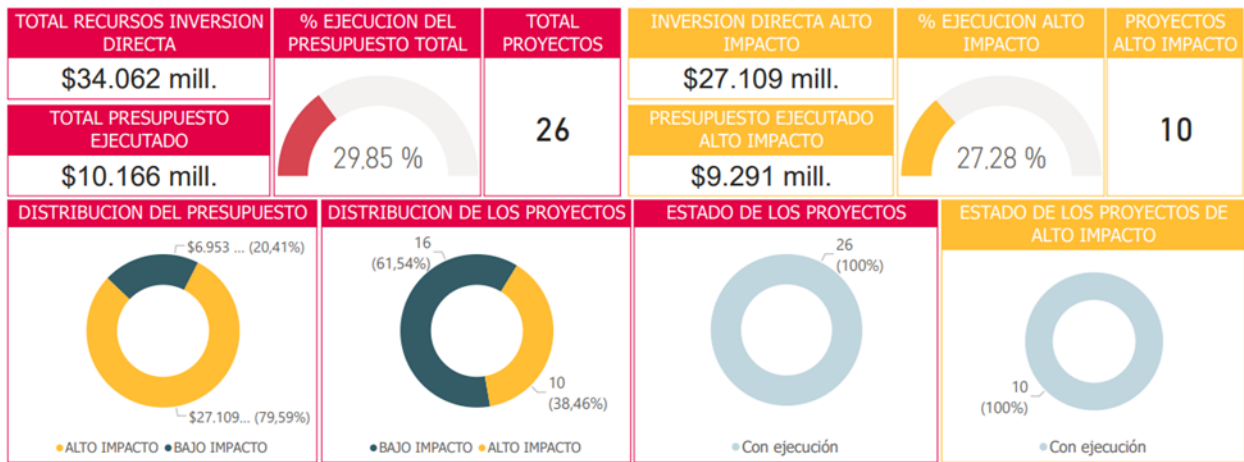 TOTAL RECURSOS INVERSION
DIRECTA
$34.062 mill.
TOTAL PRESUPUESTO
EJECUTADO
$10.166 mill.
% EJECUCION DEL
PRESUPUESTO TOTAL
29,85 %
TOTAL
PROYECTOS
26
INVERSION DIRECTA ALTO
IMPACTO
$27.109 mill.
PRESUPUESTO EJECUTADO
ALTO IMPACTO
$9.291 mill.
% EJECUCION ALTO
IMPACTO
27,28 %
PROYECTOS
ALTO IMPACTO
10
DISTRIBUCION DEL PRESUPUESTO
$6.953 ... (20,41%)
$27.109... (79,59%)
ALTO IMPACTO BAJO IMPACTO
DISTRIBUCION DE LOS PROYECTOS
16
(61,54%)
10
(38,46%)
BAJO IMPACTO ALTO IMPACTO
ESTADO DE LOS PROYECTOS
26
(100%)
Con ejecución
ESTADO DE LOS PROYECTOS DE
ALTO IMPACTO
10
(100%)
Con ejecución